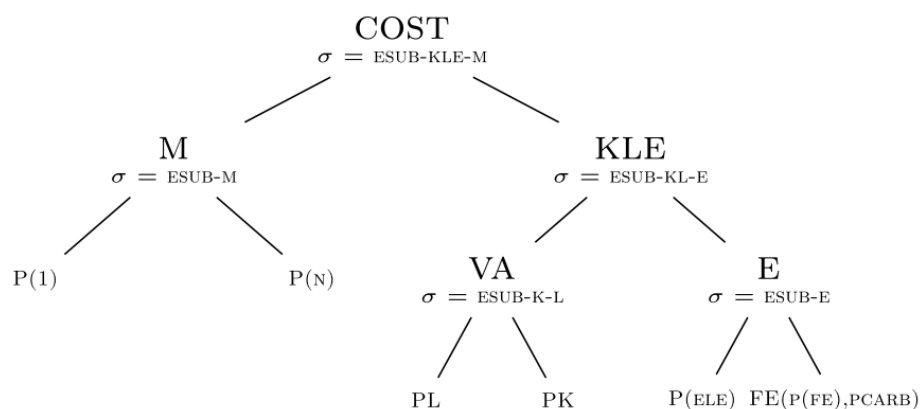 COST
σ = ESUB-KLE-M
M
σ = ESUB-M
KLE
σ = ESUB-KL-E
P(1)
P(N)
VA
σ = ESUB-K-L
E
σ = ESUB-E
PL
PK
P(ELE)
FE(P(FE),PCARB)